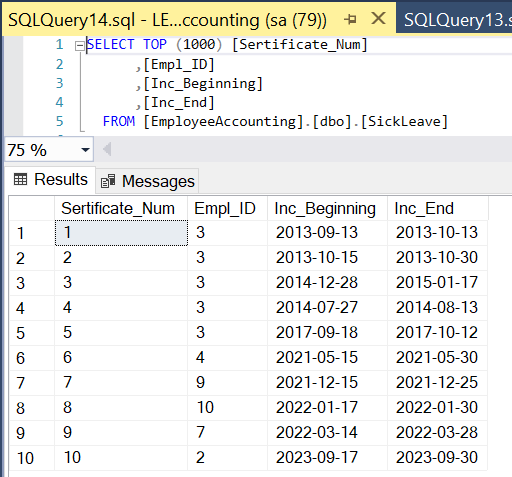 SQLQuery14.sql - LE...ccounting (sa (79)) SQLQuery13.s
1 SELECT TOP (1000) [Sertificate_Num]
2 ,[Empl_ID]
3 ,[Inc_Beginning]
4 ,[Inc_End]
5 FROM [EmployeeAccounting].[dbo].[SickLeave]
75 %
Results Messages
Sertificate_Num Empl_ID Inc_Beginning Inc_End
1 1 3 2013-09-13 2013-10-13
2 2 3 2013-10-15 2013-10-30
3 3 3 2014-12-28 2015-01-17
4 4 3 2014-07-27 2014-08-13
5 5 3 2017-09-18 2017-10-12
6 6 4 2021-05-15 2021-05-30
7 7 9 2021-12-15 2021-12-25
8 8 10 2022-01-17 2022-01-30
9 9 7 2022-03-14 2022-03-28
10 10 2 2023-09-17 2023-09-30